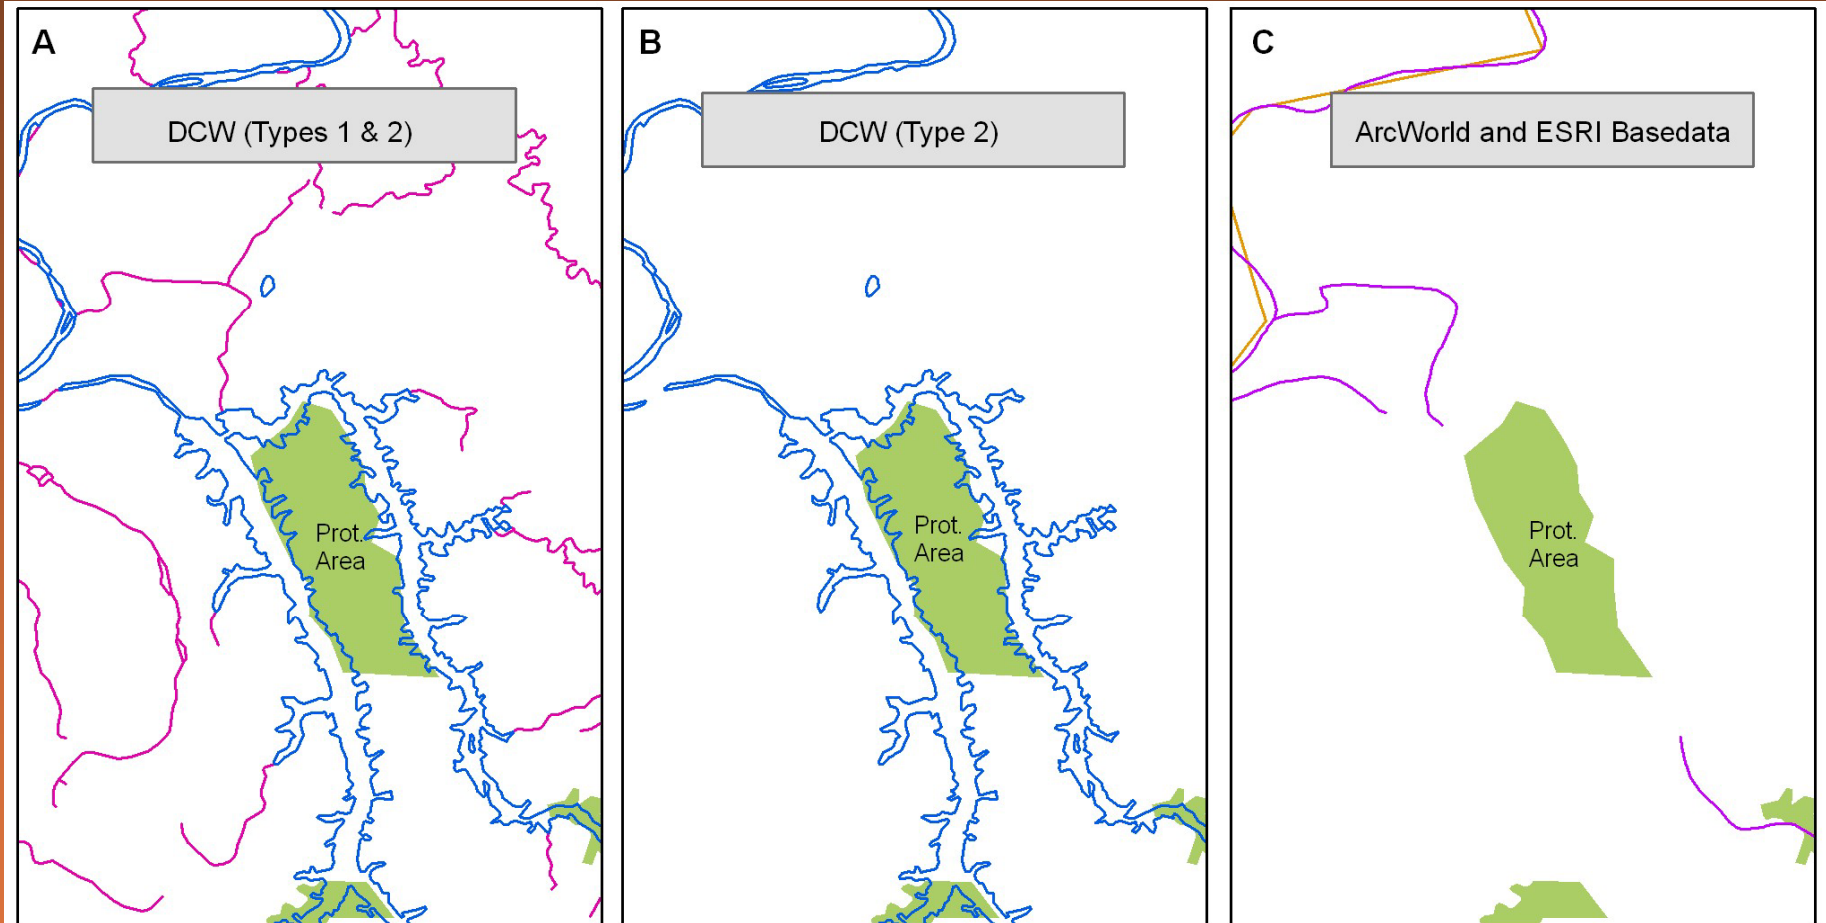 A
DCW (Types 1 & 2)
Prot.
Area
B
DCW (Type 2)
Prot.
Area
C
ArcWorld and ESRI Basedata
Prot.
Area